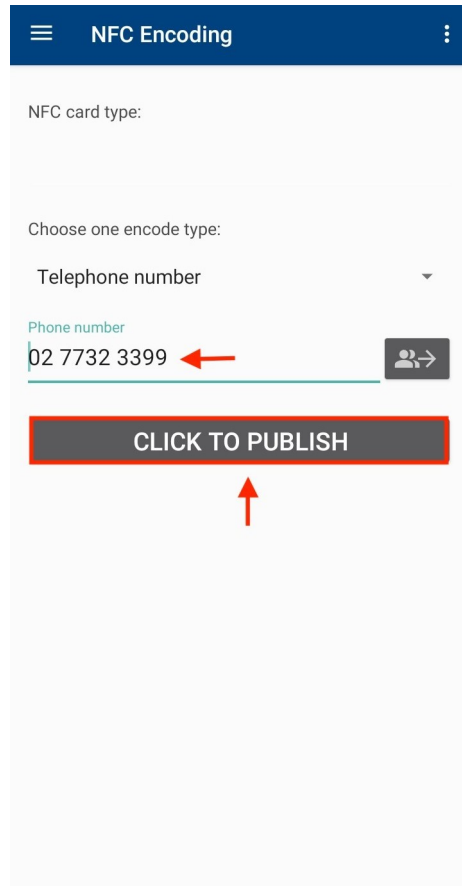 NFC Encoding
NFC card type:
Choose one encode type:
Telephone number
Phone number
02 7732 3399
CLICK TO PUBLISH